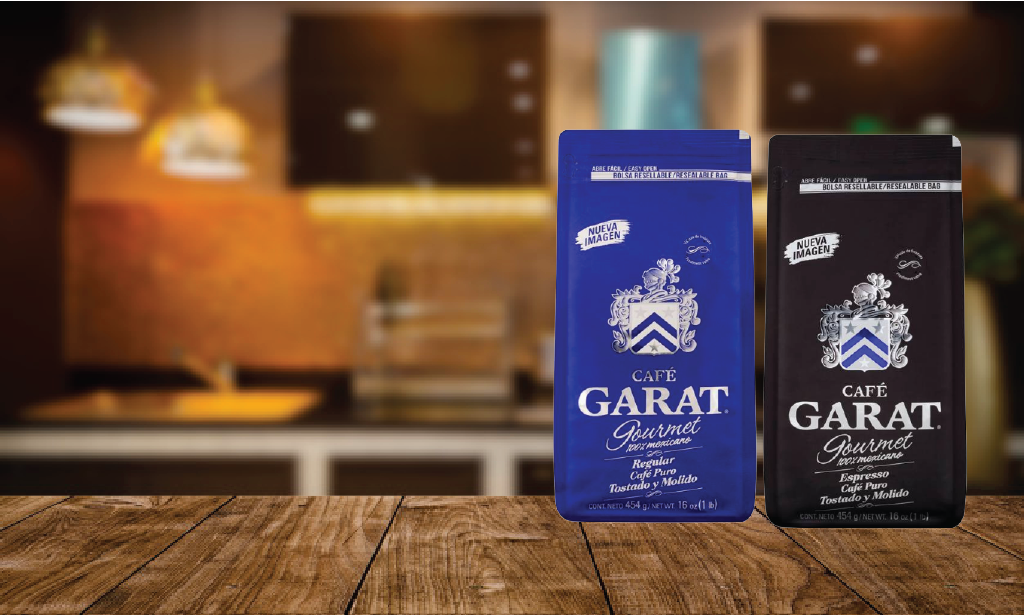 ABRE FÁCIL / EASY OPEN
BOLSA RESELLABLE/RESEALABLE BAG
NUEVA
IMAGEN
CAFÉ
GARAT®
Gourmet
100% mexicano
Regular
Café Puro
Tostado y Molido
CONT. NETO 454 g/NET WT. 16 oz (1 lb)
ABRE FÁCIL / EASY OPEN
BOLSA RESELLABLE/RESEALABLE BAG
NUEVA
IMAGEN
CAFÉ
GARAT®
Gourmet
100% mexicano
Espresso
Café Puro
Tostado y Molido
CONT. NETO 454 g/NET WT. 16 oz (1 lb)